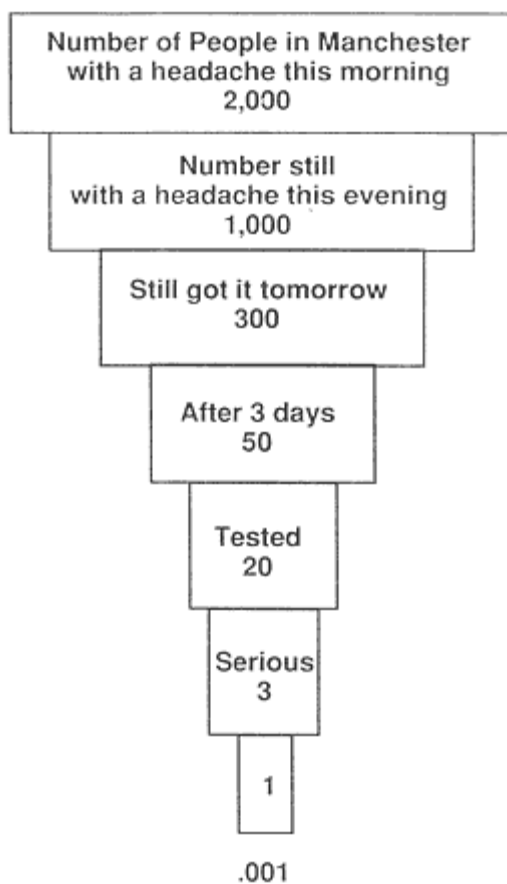 Number of People in Manchester
with a headache this morning
2,000
Number still
with a headache this evening
1,000
Still got it tomorrow
300
After 3 days
50
Tested
20
Serious
3
1
.001